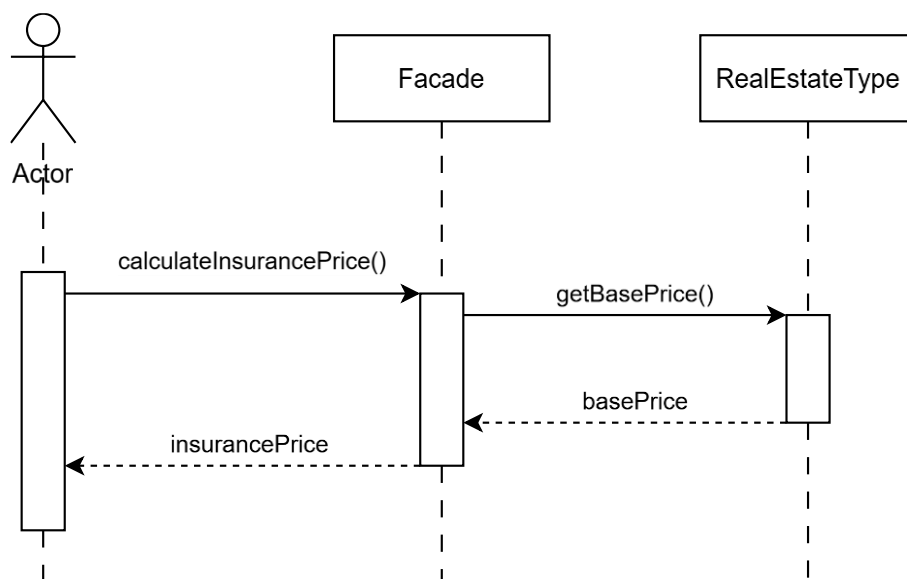 Facade
RealEstateType
Actor
calculateInsurancePrice()
getBasePrice()
basePrice
insurancePrice